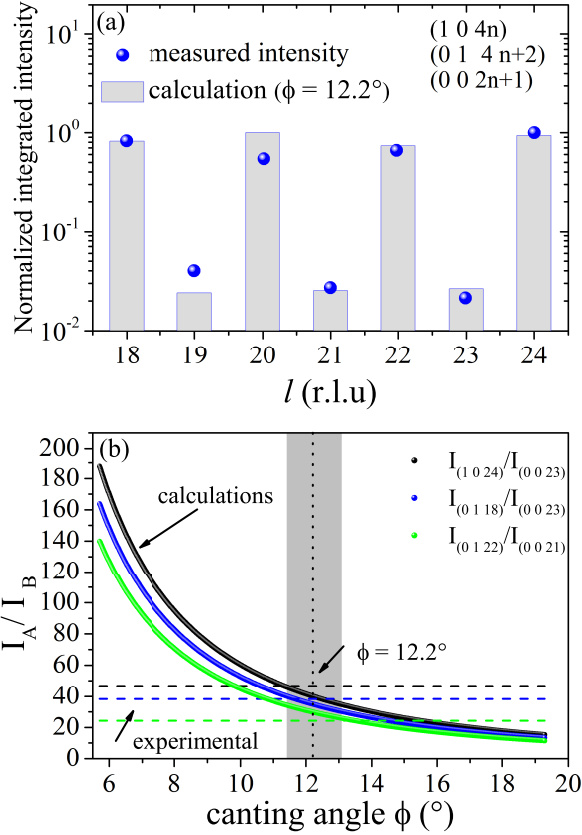 (a)
(1 0 4n)
(0 1 4 n+2)
(0 0 2n+1)
measured intensity
calculation (ϕ = 12.2°)
Normalized integrated intensity
10¹
10⁰
10⁻¹
10⁻²
18 19 20 21 22 23 24
l (r.l.u)
(b)
I(1 0 24)/I(0 0 23)
I(0 1 18)/I(0 0 23)
I(0 1 22)/I(0 0 21)
calculations
ϕ = 12.2°
experimental
I_A/ I_B
200
180
160
140
120
100
80
60
40
20
0
6 8 10 12 14 16 18 20
canting angle ϕ (°)